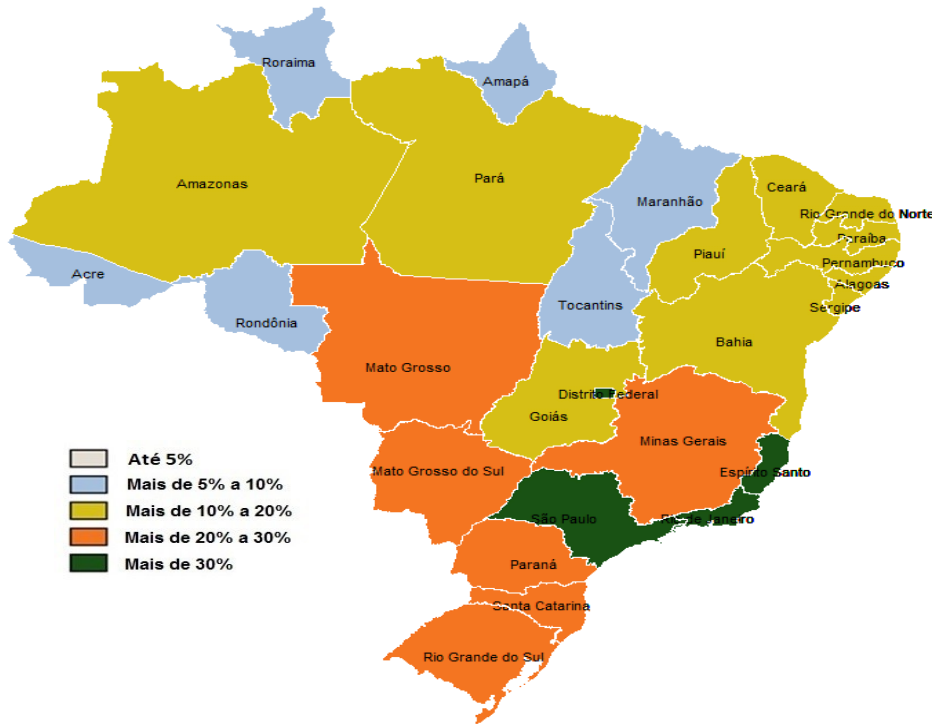 Roraima
Amapá
Amazonas
Pará
Maranhão
Ceará
Rio Grande do Norte
Paraíba
Piauí
Pernambuco
Acre
Alagoas
Tocantins
Sergipe
Rondônia
Bahia
Mato Grosso
Distrito Federal
Goiás
Minas Gerais
Mato Grosso do Sul
Espírito Santo
São Paulo
Rio de Janeiro
Paraná
Santa Catarina
Rio Grande do Sul
Até 5%
Mais de 5% a 10%
Mais de 10% a 20%
Mais de 20% a 30%
Mais de 30%